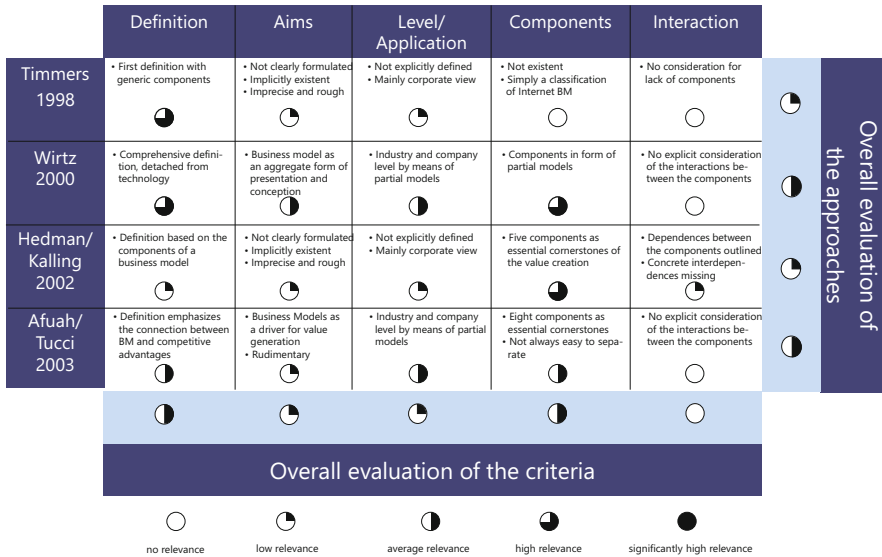 Definition
Aims
Level/
Application
Components
Interaction
Timmers
1998
• First definition with
generic components
• Not clearly formulated
• Implicitly existent
• Imprecise and rough
• Not explicitly defined
• Mainly corporate view
• Not existent
• Simply a classification
of Internet BM
• No consideration for
lack of components
Wirtz
2000
• Comprehensive defini-
tion, detached from
technology
• Business model as
an aggregate form of
presentation and
conception
• Industry and company
level by means of
partial models
• Components in form of
partial models
• No explicit consideration
of the interactions be-
tween the components
Hedman/
Kalling
2002
• Definition based on the
components of a
business model
• Not clearly formulated
• Implicitly existent
• Imprecise and rough
• Not explicitly defined
• Mainly corporate view
• Five components as
essential cornerstones of
the value creation
• Dependences between
the components outlined
• Concrete interdepen-
dences missing
Afuah/
Tucci
2003
• Definition emphasizes
the connection between
BM and competitive
advantages
• Business Models as
a driver for value
generation
• Rudimentary
• Industry and company
level by means of partial
models
• Eight components as
essential cornerstones
• Not always easy to sepa-
rate
• No explicit consideration
of the interactions be-
tween the components
Overall evaluation of
the approaches
Overall evaluation of the criteria
no relevance
low relevance
average relevance
high relevance
significantly high relevance